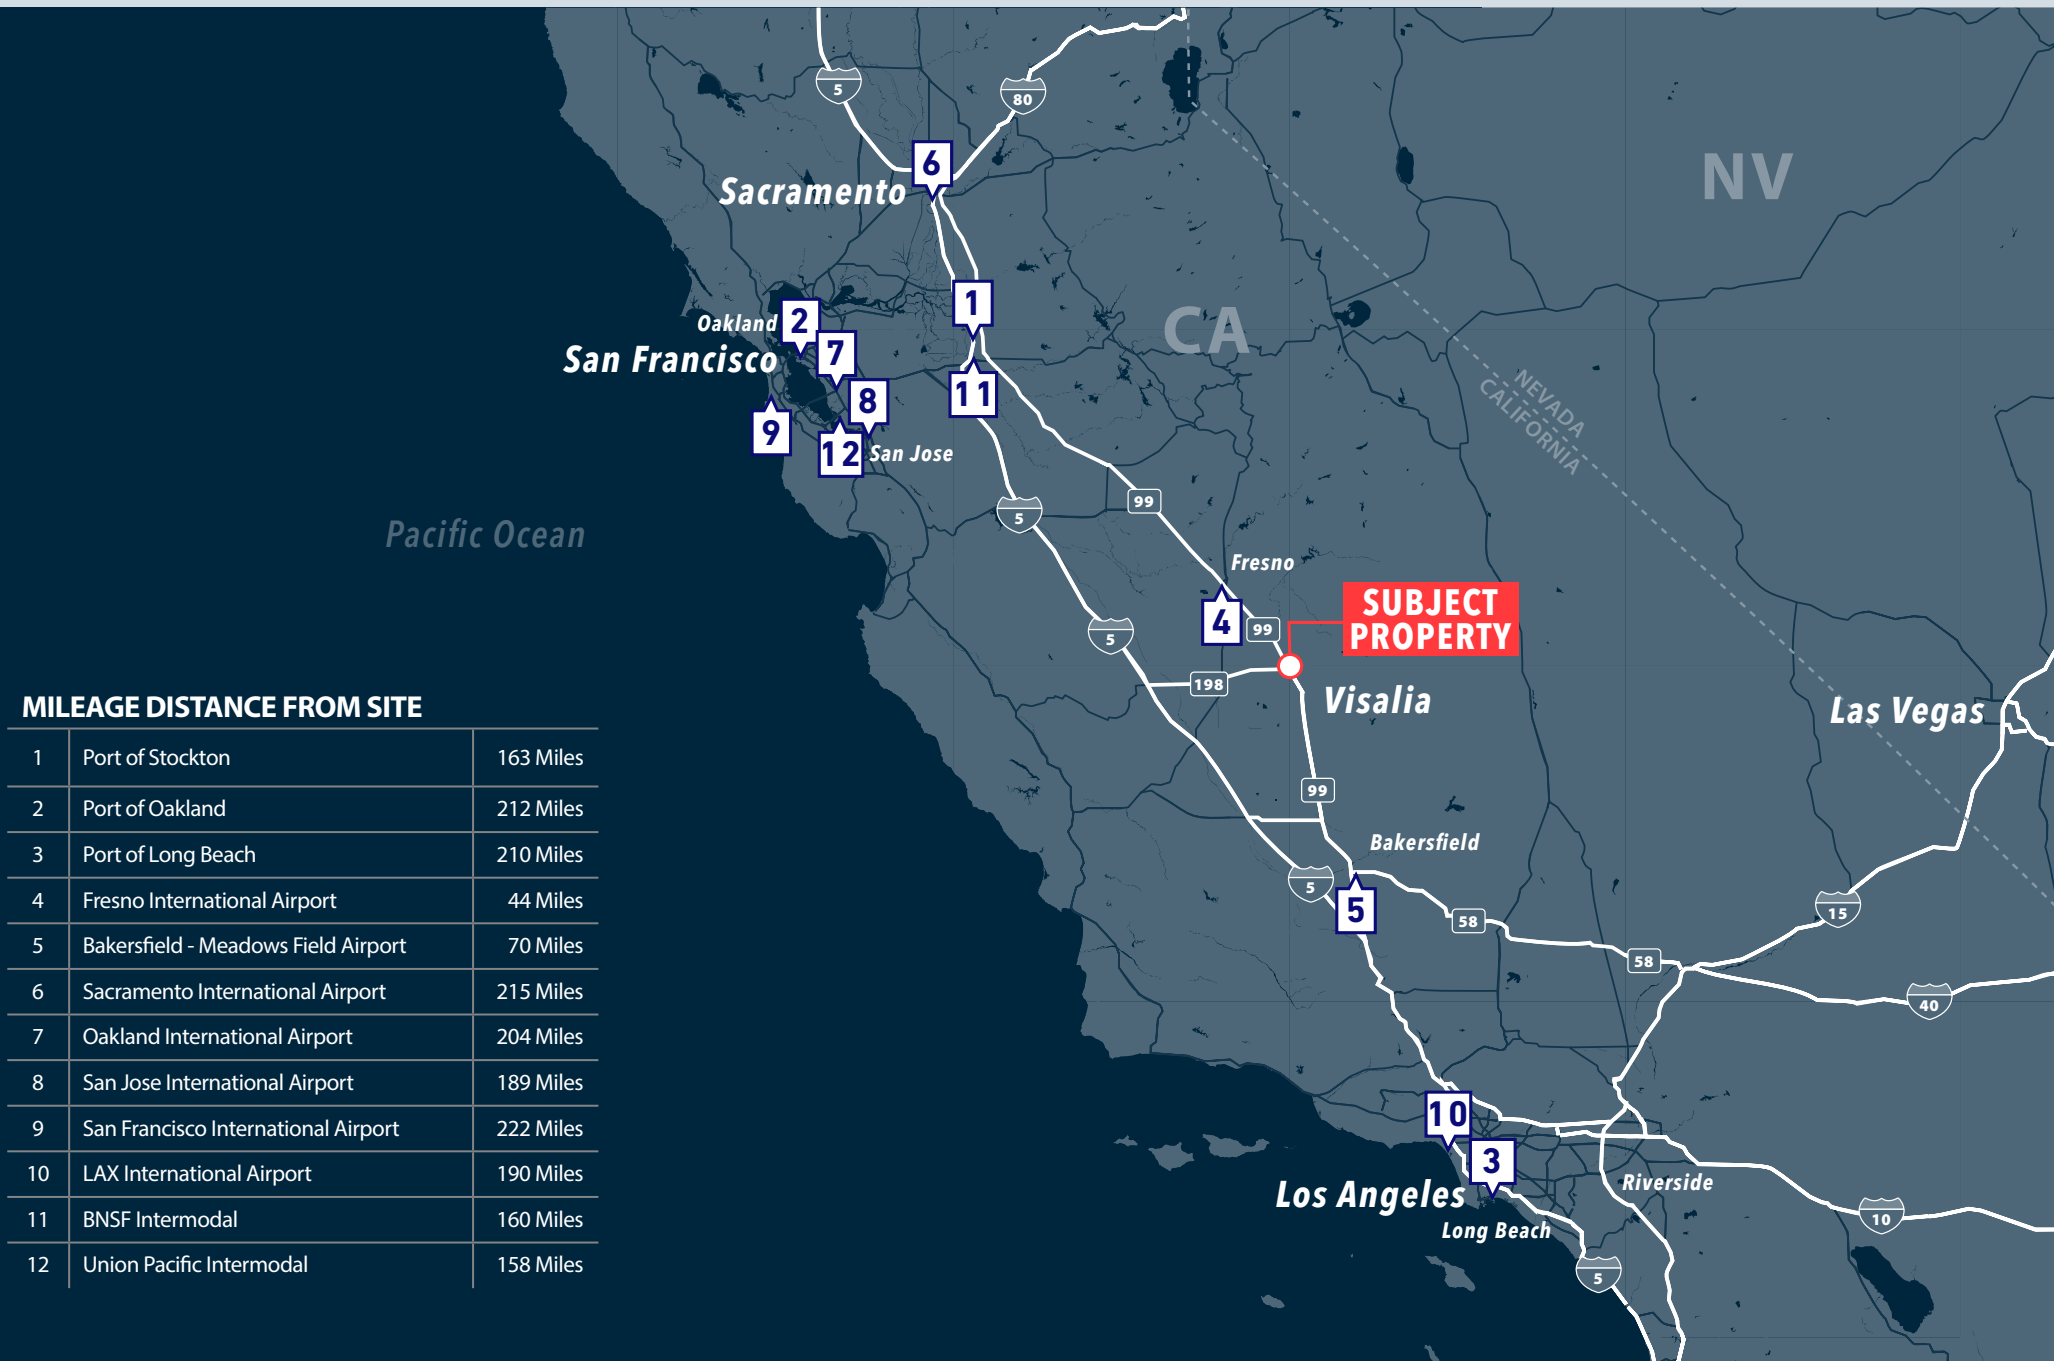 5
80
6
Sacramento
NV
1
CA
2
Oakland
7
San Francisco
8
11
9
12
San Jose
NEVADA
CALIFORNIA
99
5
Pacific Ocean
Fresno
SUBJECT
PROPERTY
4
99
5
198
Visalia
Las Vegas
99
Bakersfield
5
5
58
15
58
40
10
3
Los Angeles
Riverside
Long Beach
10
5
MILEAGE DISTANCE FROM SITE
1 Port of Stockton 163 Miles
2 Port of Oakland 212 Miles
3 Port of Long Beach 210 Miles
4 Fresno International Airport 44 Miles
5 Bakersfield - Meadows Field Airport 70 Miles
6 Sacramento International Airport 215 Miles
7 Oakland International Airport 204 Miles
8 San Jose International Airport 189 Miles
9 San Francisco International Airport 222 Miles
10 LAX International Airport 190 Miles
11 BNSF Intermodal 160 Miles
12 Union Pacific Intermodal 158 Miles